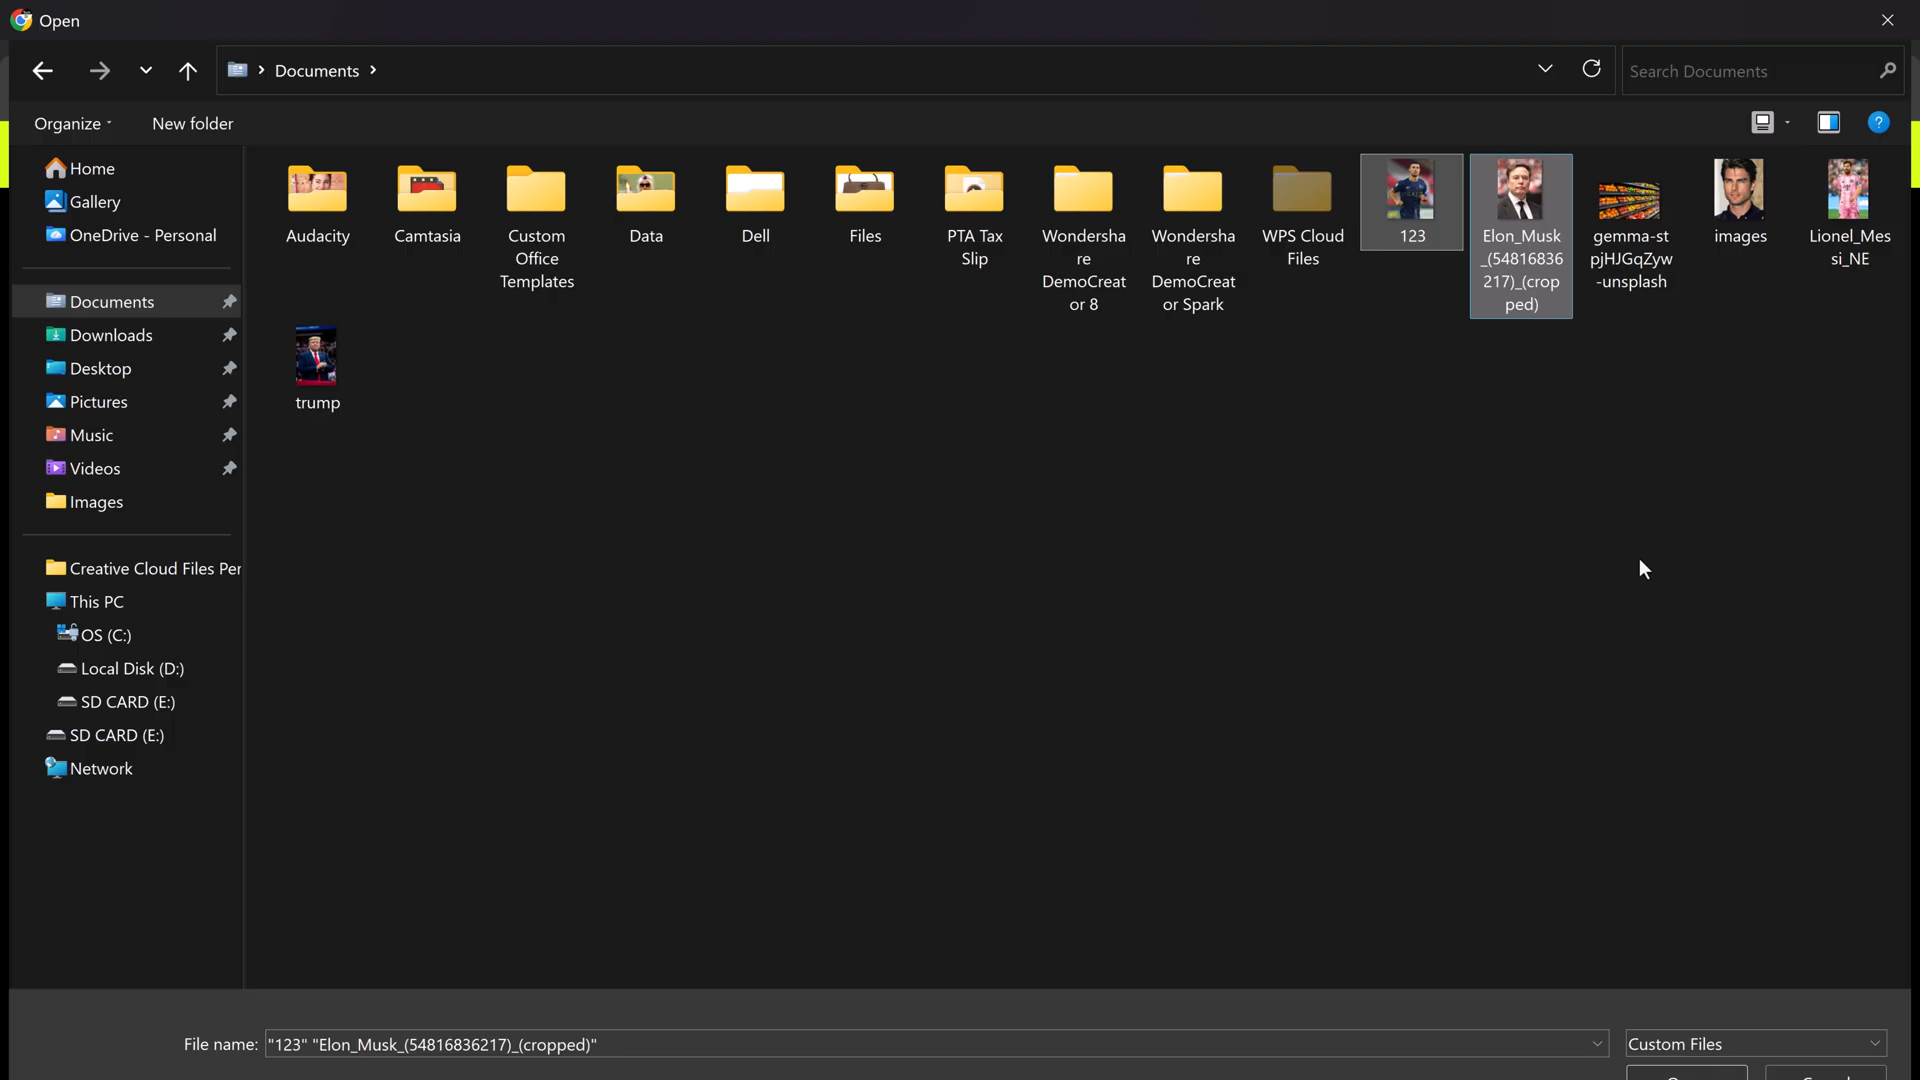 Open
Documents
Search Documents
Organize
New folder
Home
Gallery
OneDrive - Personal
Documents
Downloads
Desktop
Pictures
Music
Videos
Images
Creative Cloud Files Per
This PC
OS (C:)
Local Disk (D:)
SD CARD (E:)
SD CARD (E:)
Network
Audacity
Camtasia
Custom
Office
Templates
Data
Dell
Files
PTA Tax
Slip
Wondersha
re
DemoCreat
or 8
Wondersha
re
DemoCreat
or Spark
WPS Cloud
Files
123
Elon_Musk
_(54816836
217)_(crop
ped)
gemma-st
pjHJGqZyw
-unsplash
images
Lionel_Mes
si_NE
trump
File name:
"123" "Elon_Musk_(54816836217)_(cropped)"
Custom Files